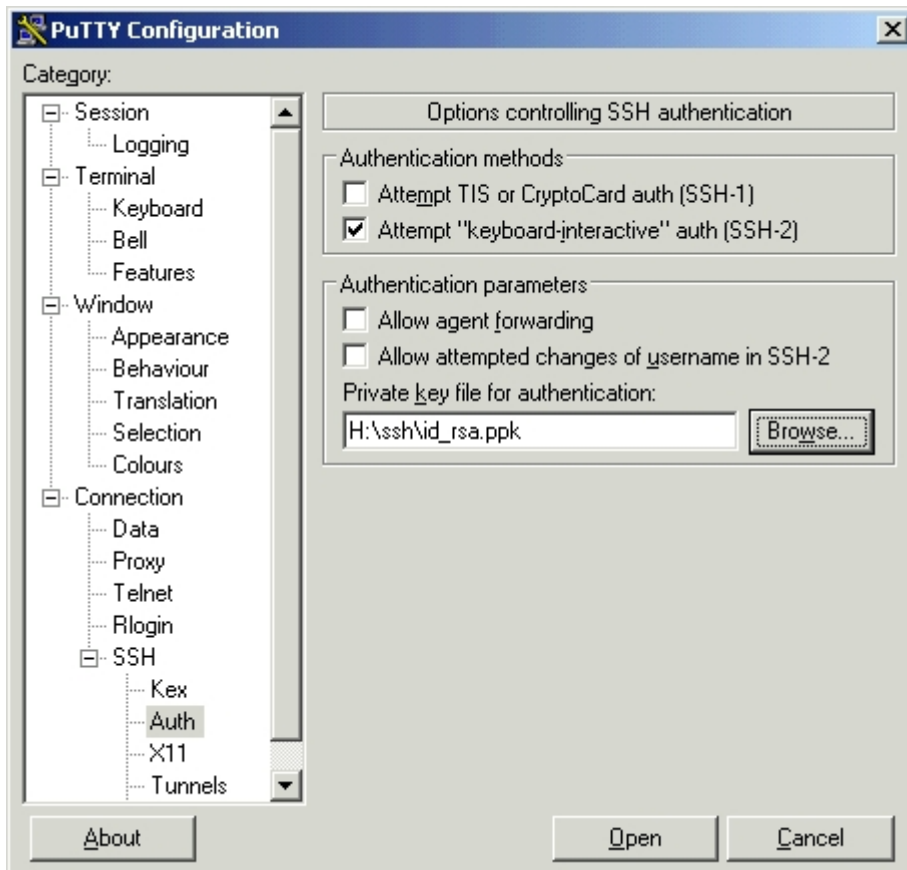 PuTTY Configuration
Category:
Session
Logging
Terminal
Keyboard
Bell
Features
Window
Appearance
Behaviour
Translation
Selection
Colours
Connection
Data
Proxy
Telnet
Rlogin
SSH
Kex
Auth
X11
Tunnels
Options controlling SSH authentication
Authentication methods
Attempt TIS or CryptoCard auth (SSH-1)
Attempt "keyboard-interactive" auth (SSH-2)
Authentication parameters
Allow agent forwarding
Allow attempted changes of username in SSH-2
Private key file for authentication:
H:\ssh\id_rsa.ppk
Browse...
About
Open
Cancel